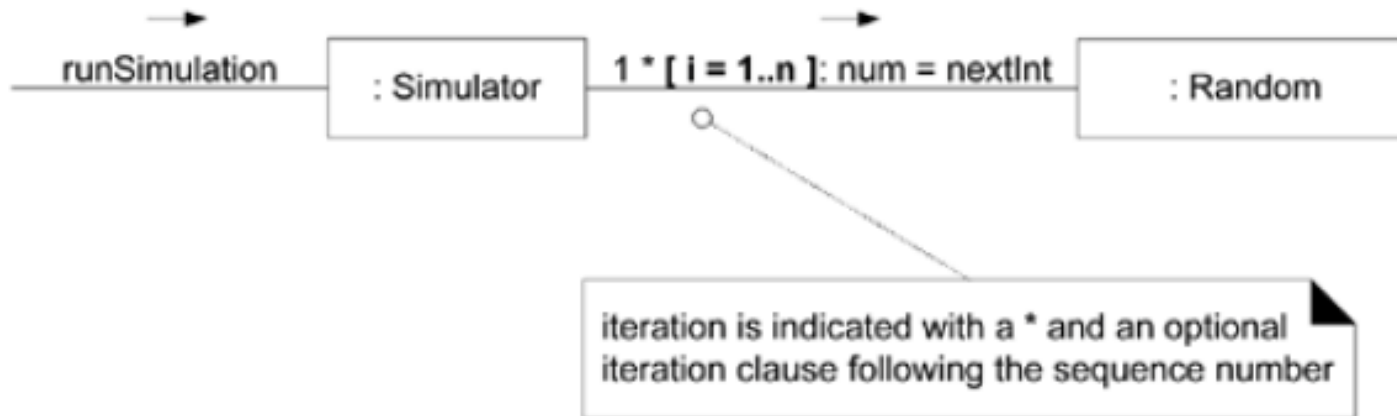 runSimulation
: Simulator
1 * [ i = 1..n ]: num = nextInt
: Random
iteration is indicated with a * and an optional
iteration clause following the sequence number